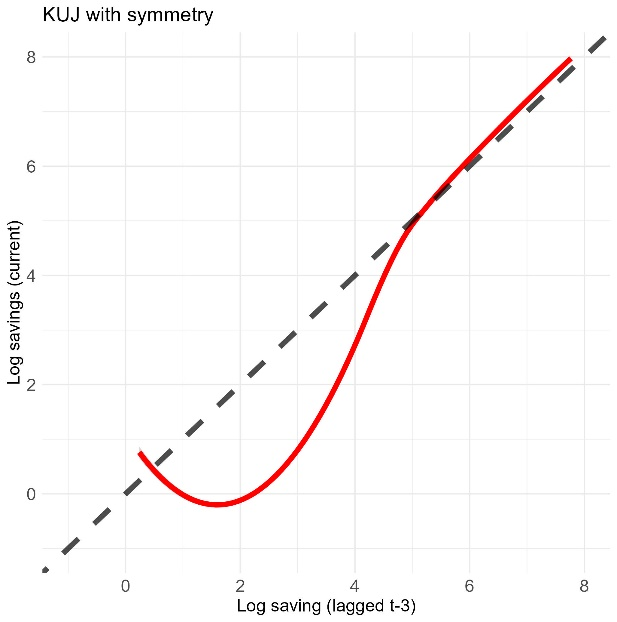 KUJ with symmetry
8
6
4
2
0
Log savings (current)
0 2 4 6 8
Log saving (lagged t-3)